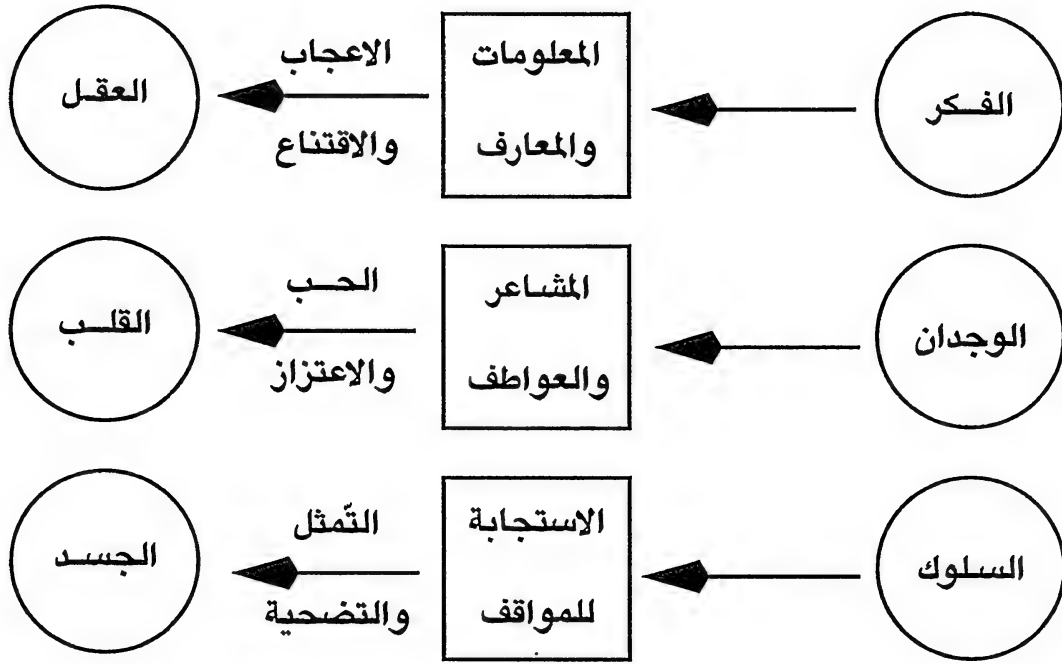 الفكر
المعلومات
والمعارف
الاعجاب
والاقتناع
العقل
الوجدان
المشاعر
والعواطف
الحب
والاعتزاز
القلب
السلوك
الاستجابة
للمواقف
التّمثل
والتضحية
الجسد